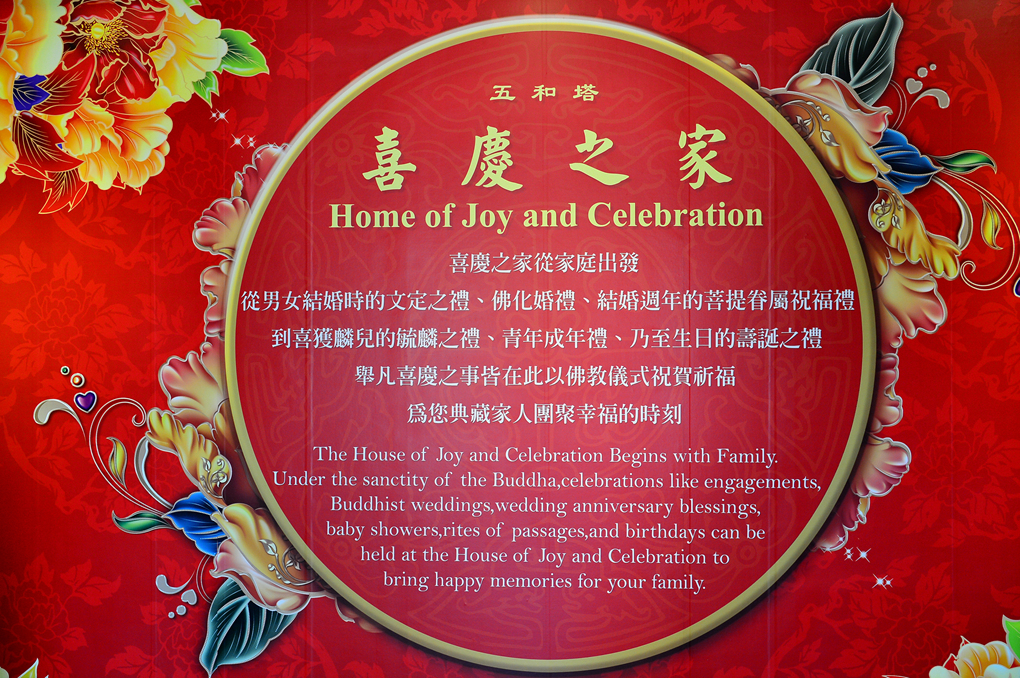 五和塔
喜慶之家
Home of Joy and Celebration
喜慶之家從家庭出發
從男女結婚時的文定之禮、佛化婚禮、結婚週年的菩提眷屬祝福禮
到喜獲麟兒的毓麟之禮、青年成年禮、乃至生日的壽誕之禮
舉凡喜慶之事皆在此以佛教儀式祝賀祈福
爲您典藏家人團聚幸福的時刻
The House of Joy and Celebration Begins with Family.
Under the sanctity of the Buddha,celebrations like engagements,
Buddhist weddings,wedding anniversary blessings,
baby showers,rites of passages,and birthdays can be
held at the House of Joy and Celebration to
bring happy memories for your family.